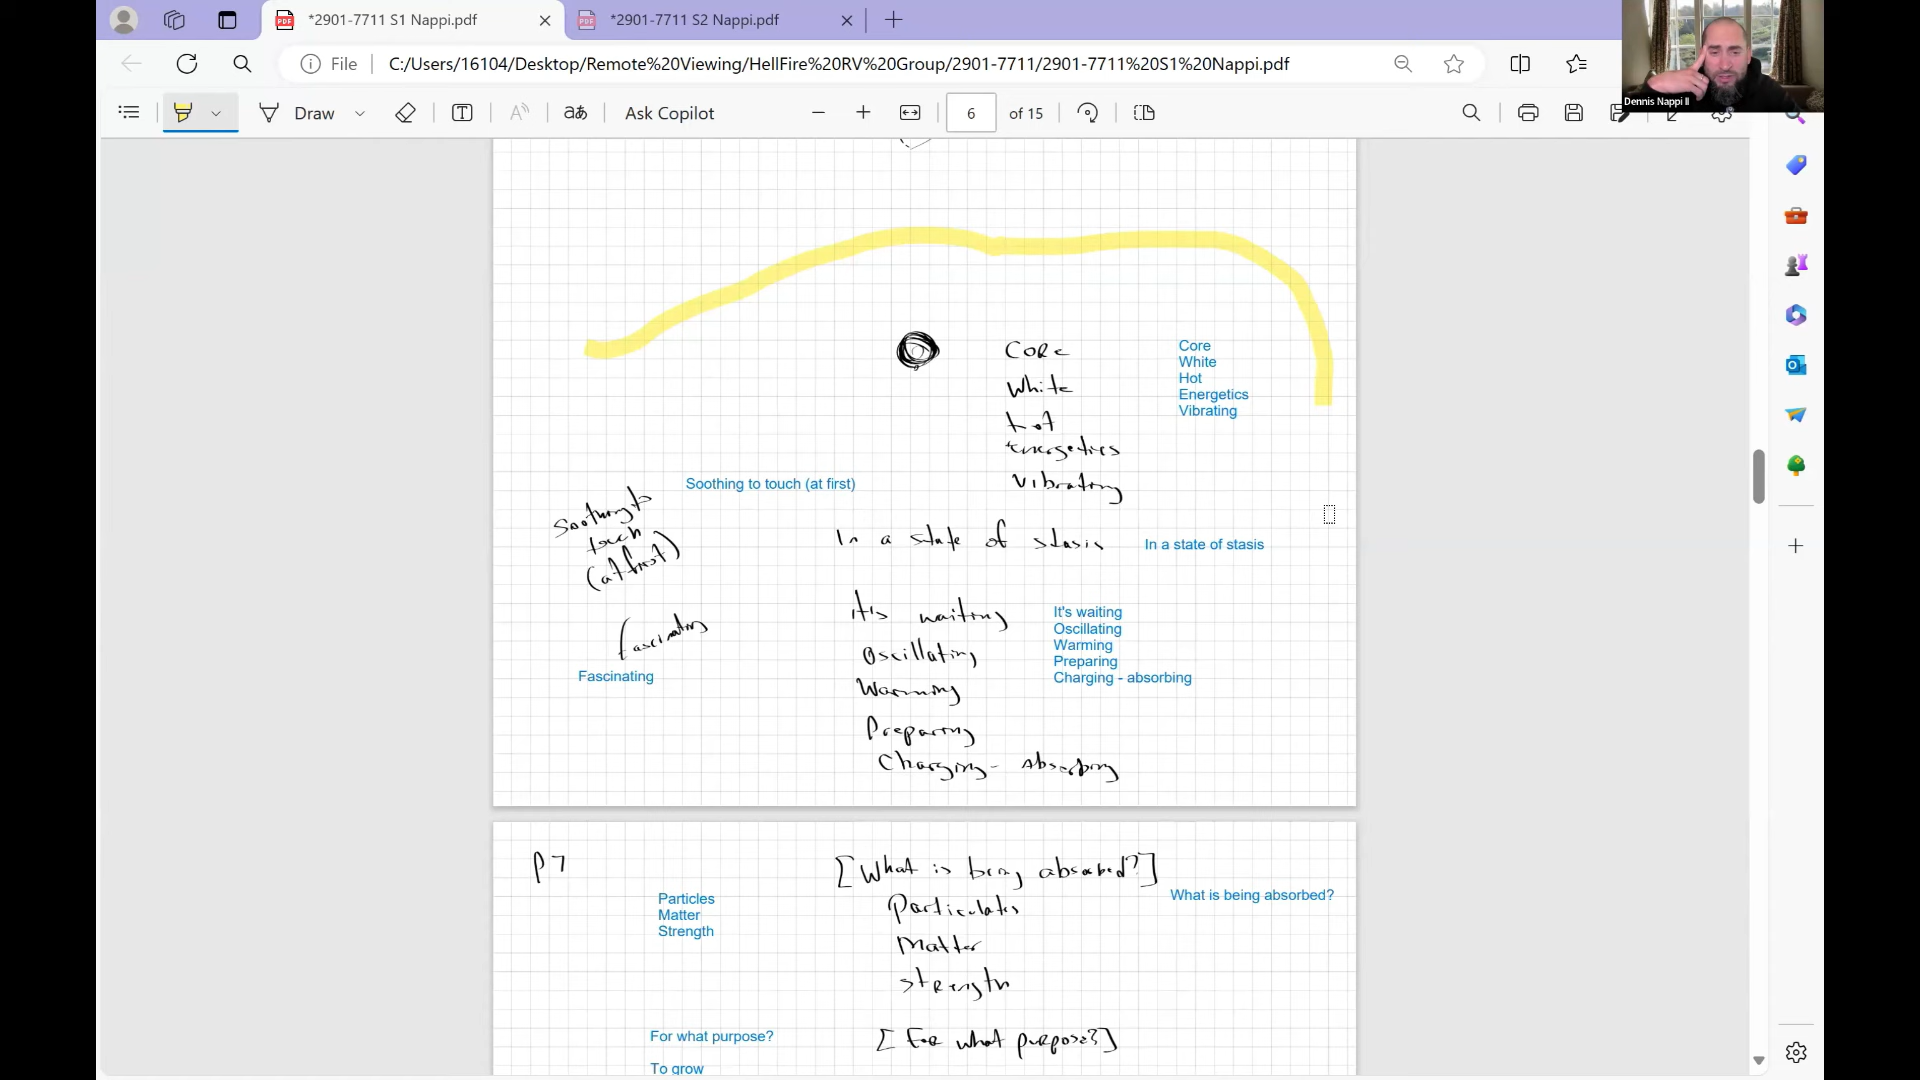 *2901-7711 S1 Nappi.pdf
*2901-7711 S2 Nappi.pdf
File
C:/Users/16104/Desktop/Remote%20Viewing/HellFire%20RV%20Group/2901-7711/2901-7711%20S1%20Nappi.pdf
Draw
Ask Copilot
6 of 15
Dennis Nappi II
Core
White
Hot
Energetics
Vibrating
Core
White
Hot
Energetics
Vibrating
Soothing to touch (at first)
Soothing to
touch
(at first)
In a state of stasis
In a state of stasis
Fascinating
Fascinating
It's waiting
Oscillating
Warming
Preparing
Charging - absorbing
It's waiting
Oscillating
Warming
Preparing
Charging - absorbing
P7
[What is being absorbed?]
What is being absorbed?
Particles
Matter
Strength
Particulates
Matter
Strength
For what purpose?
[For what purpose?]
To grow